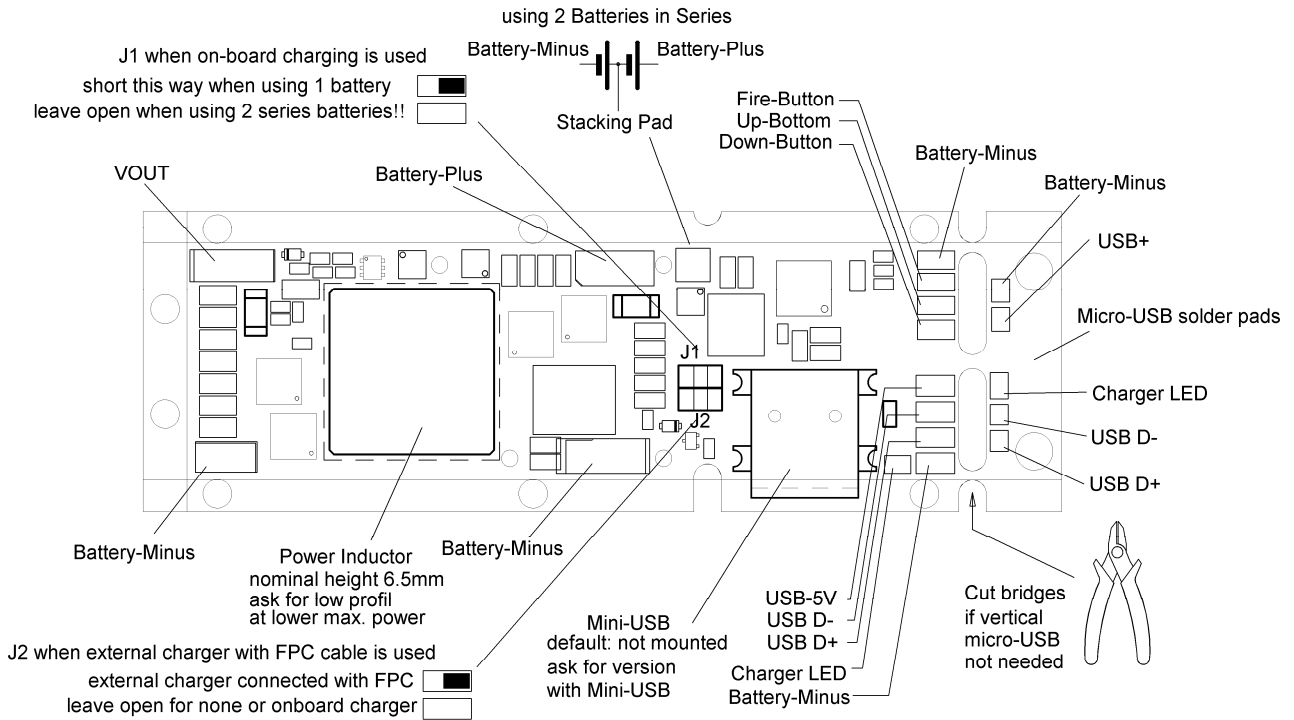 using 2 Batteries in Series
Battery-Minus
Battery-Plus
J1 when on-board charging is used
short this way when using 1 battery
leave open when using 2 series batteries!!
Stacking Pad
Fire-Button
Up-Bottom
Down-Button
Battery-Minus
VOUT
Battery-Plus
Battery-Minus
USB+
Micro-USB solder pads
J1
J2
Charger LED
USB D-
USB D+
Battery-Minus
Power Inductor
nominal height 6.5mm
ask for low profil
at lower max. power
Battery-Minus
Mini-USB
default: not mounted
ask for version
with Mini-USB
USB-5V
USB D-
USB D+
Charger LED
Battery-Minus
Cut bridges
if vertical
micro-USB
not needed
J2 when external charger with FPC cable is used
external charger connected with FPC
leave open for none or onboard charger